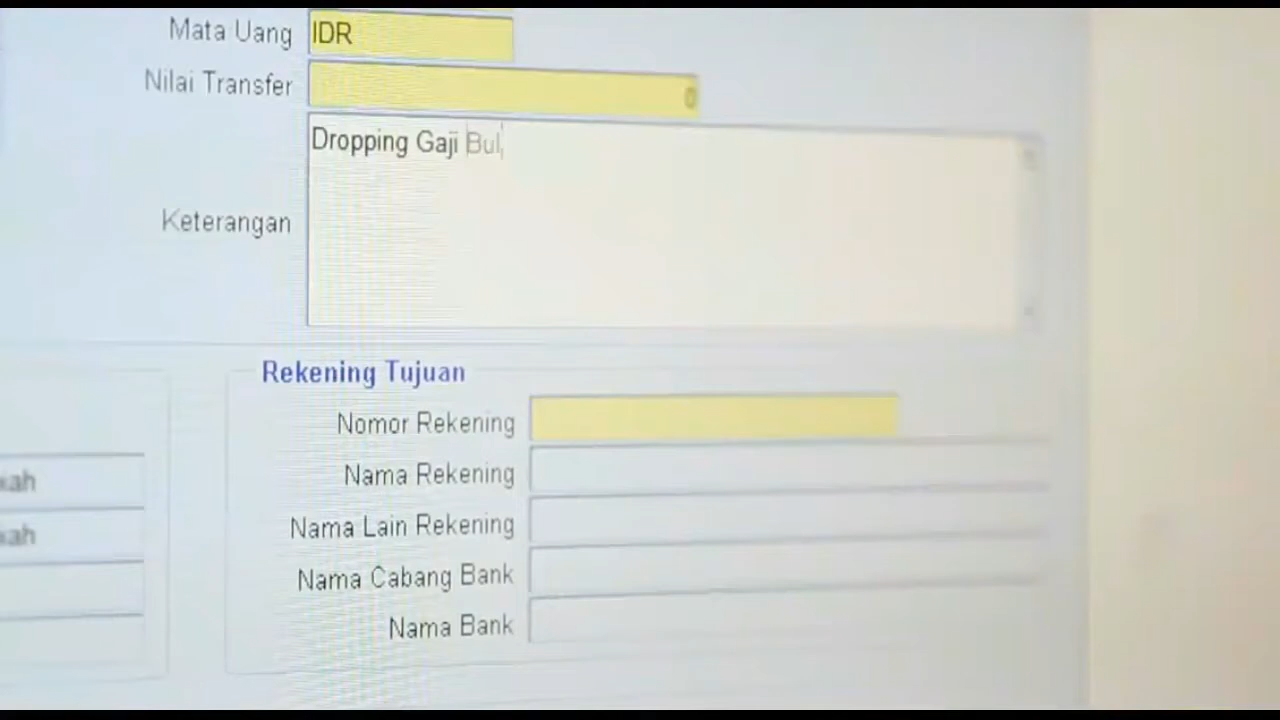 Mata Uang IDR
Nilai Transfer 0
Dropping Gaji Bul
Keterangan
Rekening Tujuan
Nomor Rekening
Nama Rekening
Nama Lain Rekening
Nama Cabang Bank
Nama Bank